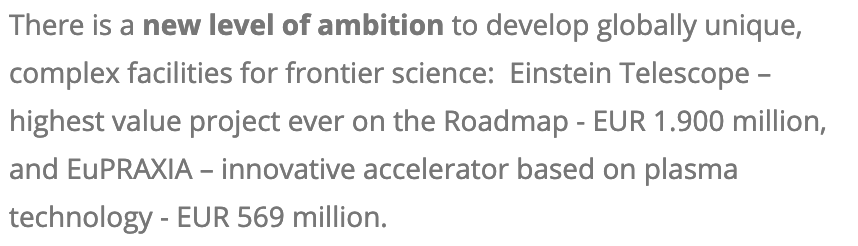 There is a new level of ambition to develop globally unique,
complex facilities for frontier science:  Einstein Telescope –
highest value project ever on the Roadmap - EUR 1.900 million,
and EuPRAXIA – innovative accelerator based on plasma
technology - EUR 569 million.